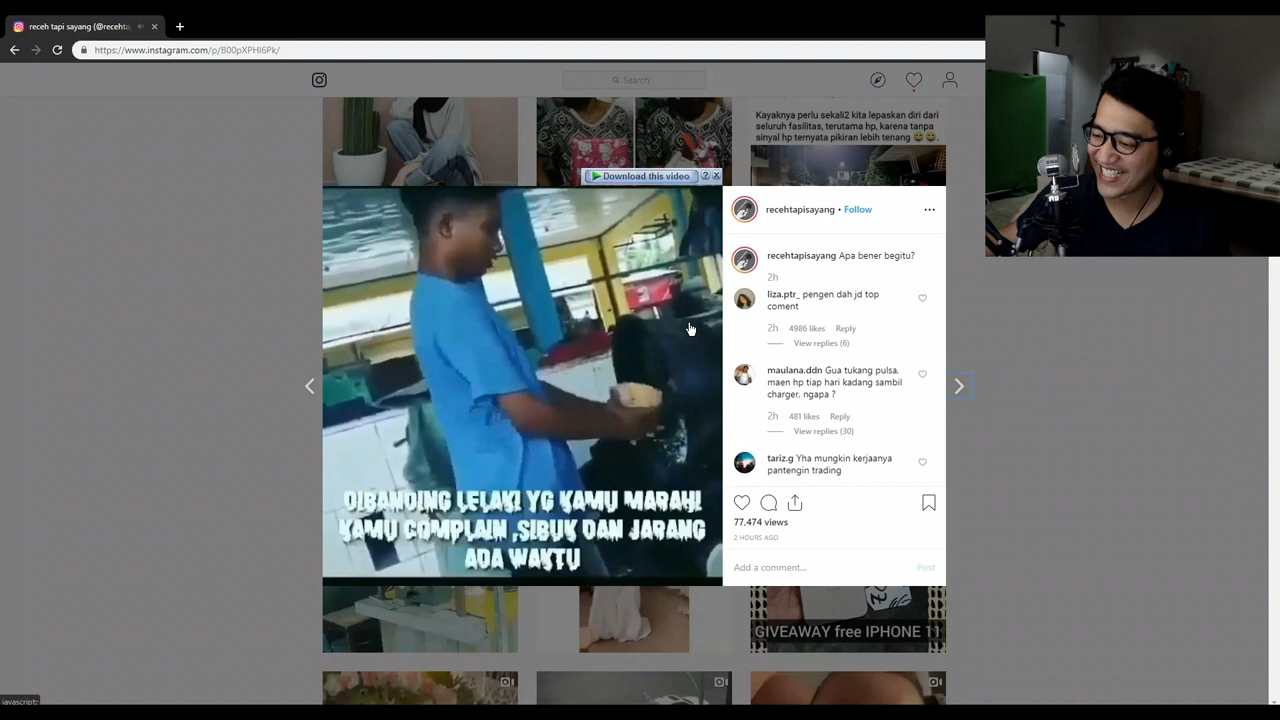 receh tapi sayang (@receht
https://www.instagram.com/p/B00pXPHI6Pk/
Search
Kayaknya perlu sekali2 kita lepaskan diri dari
seluruh fasilitas, terutama hp, karena tanpa
sinyal hp ternyata pikiran lebih tenang
Download this video
recehtapisayang • Follow
recehtapisayang Apa bener begitu?
2h
liza.ptr_ pengen dah jd top
coment
2h 4986 likes Reply
View replies (6)
maulana.ddn Gua tukang pulsa,
maen hp tiap hari kadang sambil
charger, ngapa ?
2h 481 likes Reply
View replies (30)
tariz.g Yha mungkin kerjaanya
pantengin trading
DIBANDING LELAKI YG KAMU MARAHI
KAMU COMPLAIN ,SIBUK DAN JARANG
ADA WAKTU
77,474 views
2 HOURS AGO
Add a comment... Post
GIVEAWAY free IPHONE 11
javascript:;